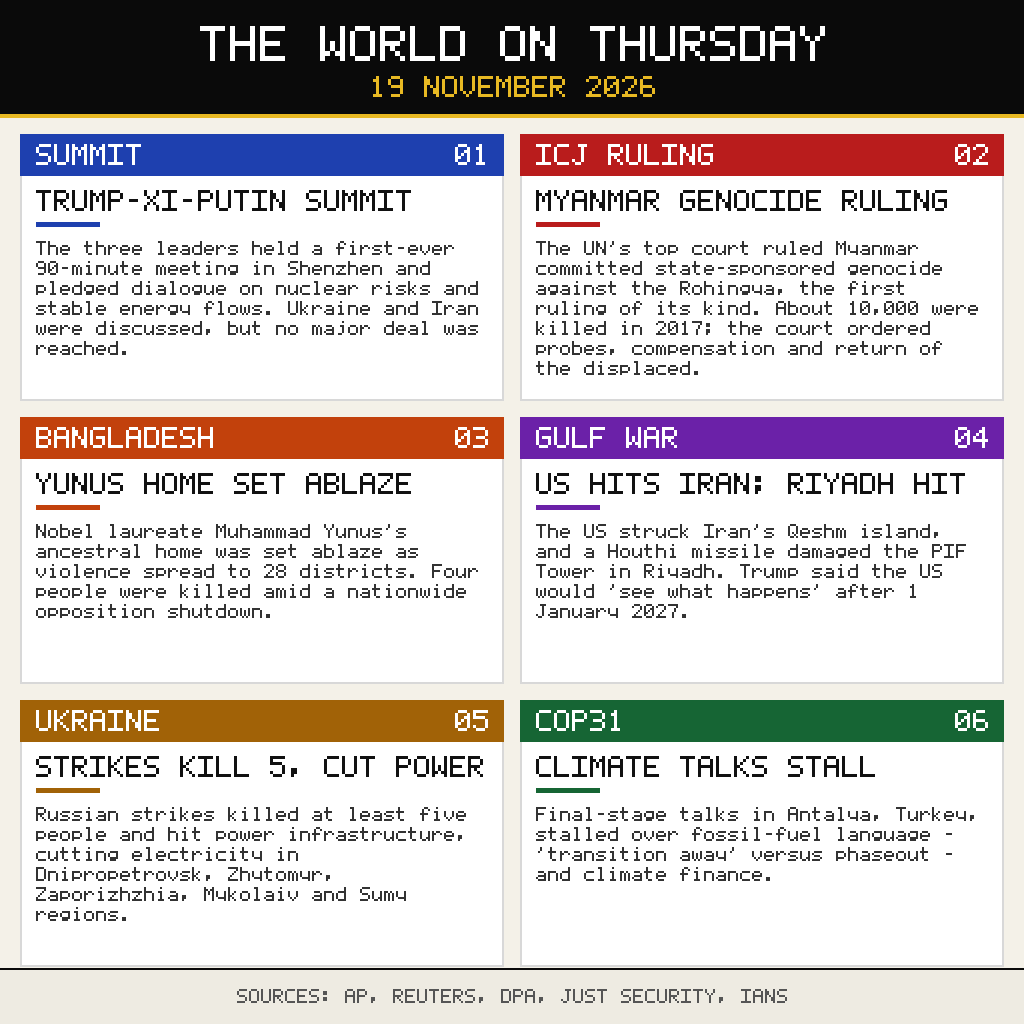 THE WORLD ON THURSDAY
19 NOVEMBER 2026
SUMMIT 01
TRUMP-XI-PUTIN SUMMIT
The three leaders held a first-ever
90-minute meeting in Shenzhen and
pledged dialogue on nuclear risks and
stable energy flows. Ukraine and Iran
were discussed, but no major deal was
reached.
ICJ RULING 02
MYANMAR GENOCIDE RULING
The UN's top court ruled Myanmar
committed state-sponsored genocide
against the Rohingya, the first
ruling of its kind. About 10,000 were
killed in 2017; the court ordered
probes, compensation and return of
the displaced.
BANGLADESH 03
YUNUS HOME SET ABLAZE
Nobel laureate Muhammad Yunus's
ancestral home was set ablaze as
violence spread to 28 districts. Four
people were killed amid a nationwide
opposition shutdown.
GULF WAR 04
US HITS IRAN; RIYADH HIT
The US struck Iran's Qeshm island,
and a Houthi missile damaged the PIF
Tower in Riyadh. Trump said the US
would 'see what happens' after 1
January 2027.
UKRAINE 05
STRIKES KILL 5, CUT POWER
Russian strikes killed at least five
people and hit power infrastructure,
cutting electricity in
Dnipropetrovsk, Zhytomyr,
Zaporizhzhia, Mykolaiv and Sumy
regions.
COP31 06
CLIMATE TALKS STALL
Final-stage talks in Antalya, Turkey,
stalled over fossil-fuel language -
'transition away' versus phaseout -
and climate finance.
SOURCES: AP, REUTERS, DPA, JUST SECURITY, IANS